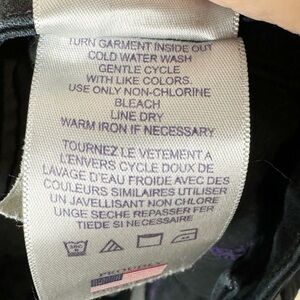 TURN GARMENT INSIDE OUT
COLD WATER WASH
GENTLE CYCLE
WITH LIKE COLORS.
USE ONLY NON-CHLORINE
BLEACH
LINE DRY
WARM IRON IF NECESSARY
TOURNEZ LE VETEMENT A
L'ENVERS CYCLE DOUX DE
LAVAGE D'EAU FROIDE AVEC DES
COULEURS SIMILAIRES UTILISER
UN JAVELLISANT NON CHLORE
UNGE SECHE REPASSER FER
TIEDE SI NECESSAIRE
PROUDLY